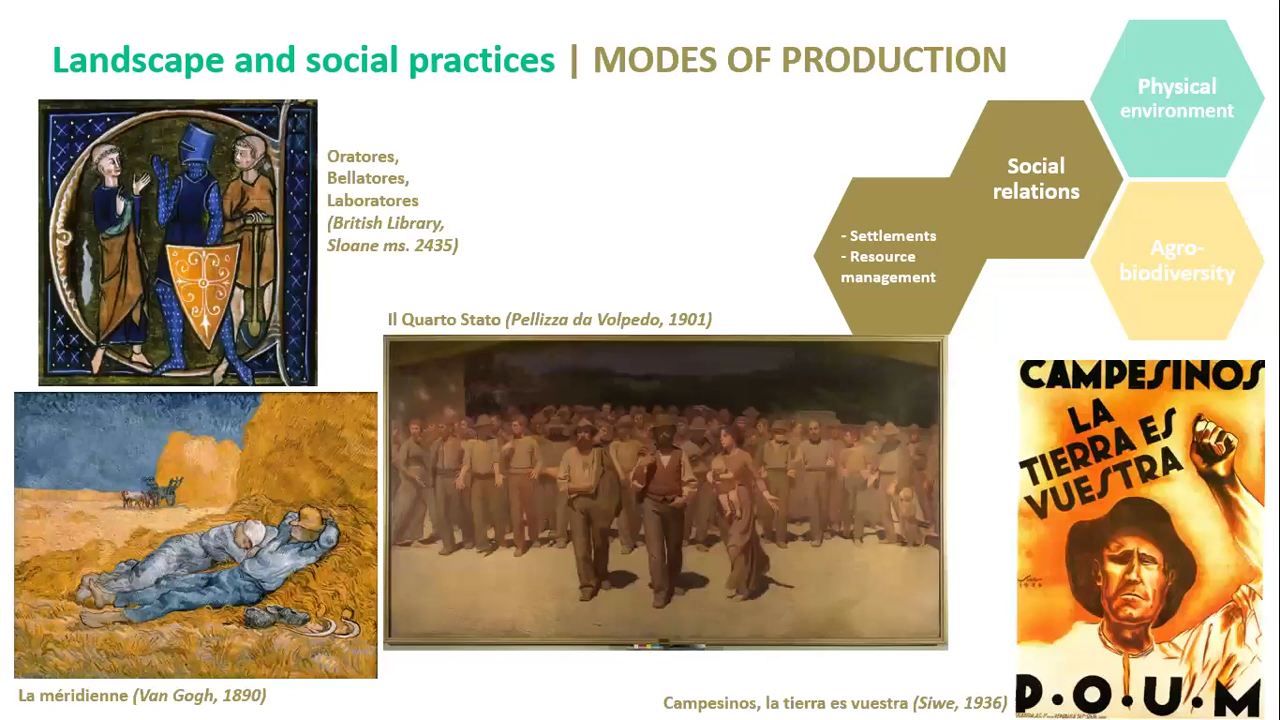 Landscape and social practices | MODES OF PRODUCTION
Physical
environment
Social
relations
Agro-
biodiversity
- Settlements
- Resource
management
Oratores,
Bellatores,
Laboratores
(British Library,
Sloane ms. 2435)
Il Quarto Stato (Pellizza da Volpedo, 1901)
CAMPESINOS
LA
TIERRA ES
VUESTRA
P·O·U·M
La méridienne (Van Gogh, 1890)
Campesinos, la tierra es vuestra (Siwe, 1936)